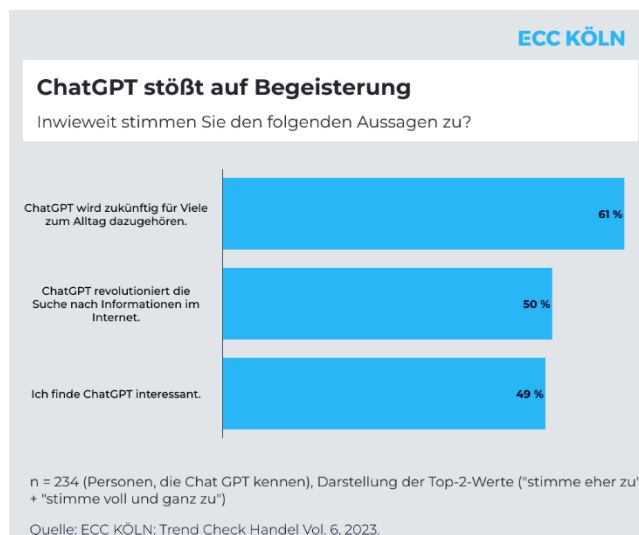 ECC KÖLN
ChatGPT stößt auf Begeisterung
Inwieweit stimmen Sie den folgenden Aussagen zu?
ChatGPT wird zukünftig für Viele
zum Alltag dazugehören.
61 %
ChatGPT revolutioniert die
Suche nach Informationen im
Internet.
50 %
Ich finde ChatGPT interessant.
49 %
n = 234 (Personen, die Chat GPT kennen), Darstellung der Top-2-Werte ("stimme eher zu"
+ "stimme voll und ganz zu")
Quelle: ECC KÖLN: Trend Check Handel Vol. 6, 2023.